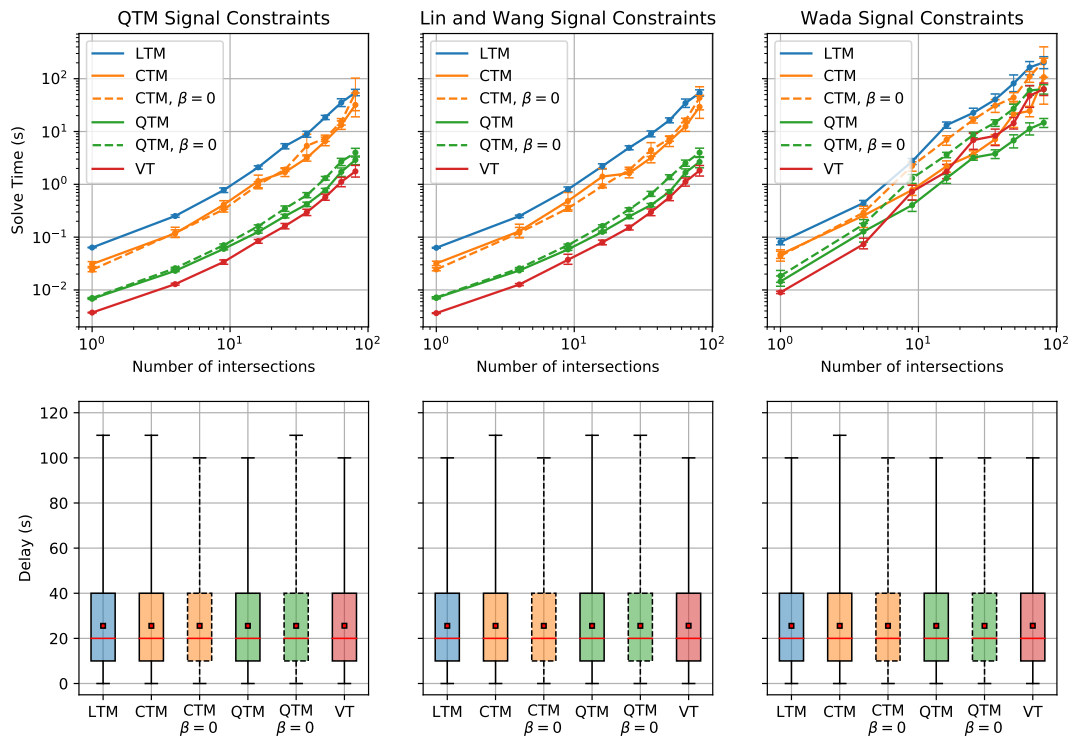 QTM Signal Constraints
Lin and Wang Signal Constraints
Wada Signal Constraints
Solve Time (s)
10²
10¹
10⁰
10⁻¹
10⁻²
LTM
CTM
CTM, β = 0
QTM
QTM, β = 0
VT
LTM
CTM
CTM, β = 0
QTM
QTM, β = 0
VT
LTM
CTM
CTM, β = 0
QTM
QTM, β = 0
VT
10⁰ 10¹ 10²
10⁰ 10¹ 10²
10⁰ 10¹ 10²
Number of intersections
Number of intersections
Number of intersections
Delay (s)
120
100
80
60
40
20
0
LTM CTM CTM QTM QTM VT
β = 0 β = 0
LTM CTM CTM QTM QTM VT
β = 0 β = 0
LTM CTM CTM QTM QTM VT
β = 0 β = 0